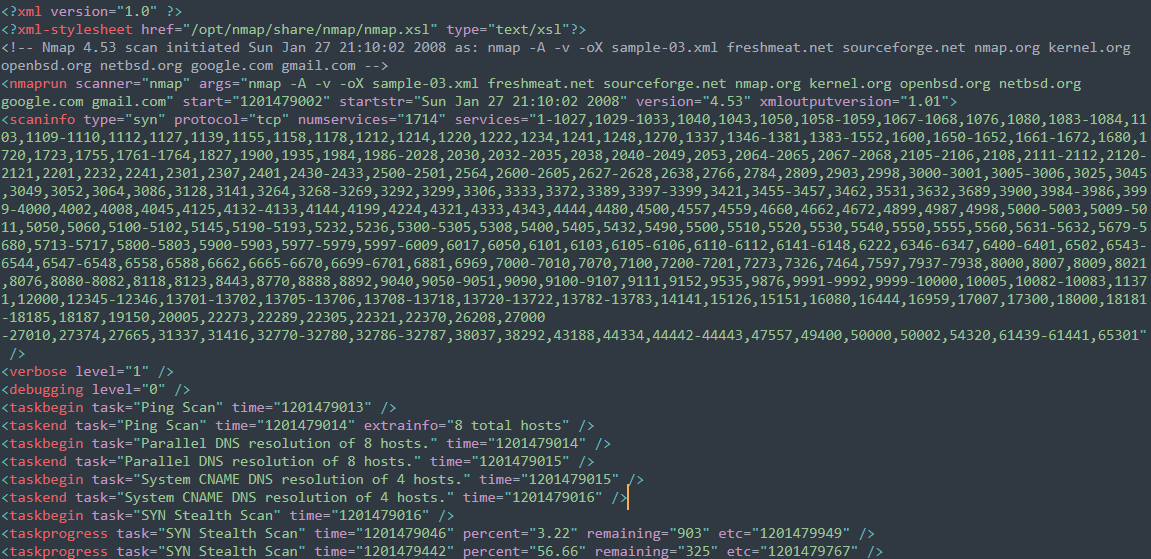 <?xml version="1.0" ?>
<?xml-stylesheet href="/opt/nmap/share/nmap/nmap.xsl" type="text/xsl"?>
<!-- Nmap 4.53 scan initiated Sun Jan 27 21:10:02 2008 as: nmap -A -v -oX sample-03.xml freshmeat.net sourceforge.net nmap.org kernel.org
openbsd.org netbsd.org google.com gmail.com -->
<nmaprun scanner="nmap" args="nmap -A -v -oX sample-03.xml freshmeat.net sourceforge.net nmap.org kernel.org openbsd.org netbsd.org
google.com gmail.com" start="1201479002" startstr="Sun Jan 27 21:10:02 2008" version="4.53" xmloutputversion="1.01">
<scaninfo type="syn" protocol="tcp" numservices="1714" services="1-1027,1029-1033,1040,1043,1050,1058-1059,1067-1068,1076,1080,1083-1084,11
03,1109-1110,1112,1127,1139,1155,1158,1178,1212,1214,1220,1222,1234,1241,1248,1270,1337,1346-1381,1383-1552,1600,1650-1652,1661-1672,1680,1
720,1723,1755,1761-1764,1827,1900,1935,1984,1986-2028,2030,2032-2035,2038,2040-2049,2053,2064-2065,2067-2068,2105-2106,2108,2111-2112,2120-
2121,2201,2232,2241,2301,2307,2401,2430-2433,2500-2501,2564,2600-2605,2627-2628,2638,2766,2784,2809,2903,2998,3000-3001,3005-3006,3025,3045
,3049,3052,3064,3086,3128,3141,3264,3268-3269,3292,3299,3306,3333,3372,3389,3397-3399,3421,3455-3457,3462,3531,3632,3689,3900,3984-3986,399
9-4000,4002,4008,4045,4125,4132-4133,4144,4199,4224,4321,4333,4343,4444,4480,4500,4557,4559,4660,4662,4672,4899,4987,4998,5000-5003,5009-50
11,5050,5060,5100-5102,5145,5190-5193,5232,5236,5300-5305,5308,5400,5405,5432,5490,5500,5510,5520,5530,5540,5550,5555,5560,5631-5632,5679-5
680,5713-5717,5800-5803,5900-5903,5977-5979,5997-6009,6017,6050,6101,6103,6105-6106,6110-6112,6141-6148,6222,6346-6347,6400-6401,6502,6543-
6544,6547-6548,6558,6588,6662,6665-6670,6699-6701,6881,6969,7000-7010,7070,7100,7200-7201,7273,7326,7464,7597,7937-7938,8000,8007,8009,8021
,8076,8080-8082,8118,8123,8443,8770,8888,8892,9040,9050-9051,9090,9100-9107,9111,9152,9535,9876,9991-9992,9999-10000,10005,10082-10083,1137
1,12000,12345-12346,13701-13702,13705-13706,13708-13718,13720-13722,13782-13783,14141,15126,15151,16080,16444,16959,17007,17300,18000,18181
-18185,18187,19150,20005,22273,22289,22305,22321,22370,26208,27000
-27010,27374,27665,31337,31416,32770-32780,32786-32787,38037,38292,43188,44334,44442-44443,47557,49400,50000,50002,54320,61439-61441,65301"
/>
<verbose level="1" />
<debugging level="0" />
<taskbegin task="Ping Scan" time="1201479013" />
<taskend task="Ping Scan" time="1201479014" extrainfo="8 total hosts" />
<taskbegin task="Parallel DNS resolution of 8 hosts." time="1201479014" />
<taskend task="Parallel DNS resolution of 8 hosts." time="1201479015" />
<taskbegin task="System CNAME DNS resolution of 4 hosts." time="1201479015" />
<taskend task="System CNAME DNS resolution of 4 hosts." time="1201479016" />
<taskbegin task="SYN Stealth Scan" time="1201479016" />
<taskprogress task="SYN Stealth Scan" time="1201479046" percent="3.22" remaining="903" etc="1201479949" />
<taskprogress task="SYN Stealth Scan" time="1201479442" percent="56.66" remaining="325" etc="1201479767" />